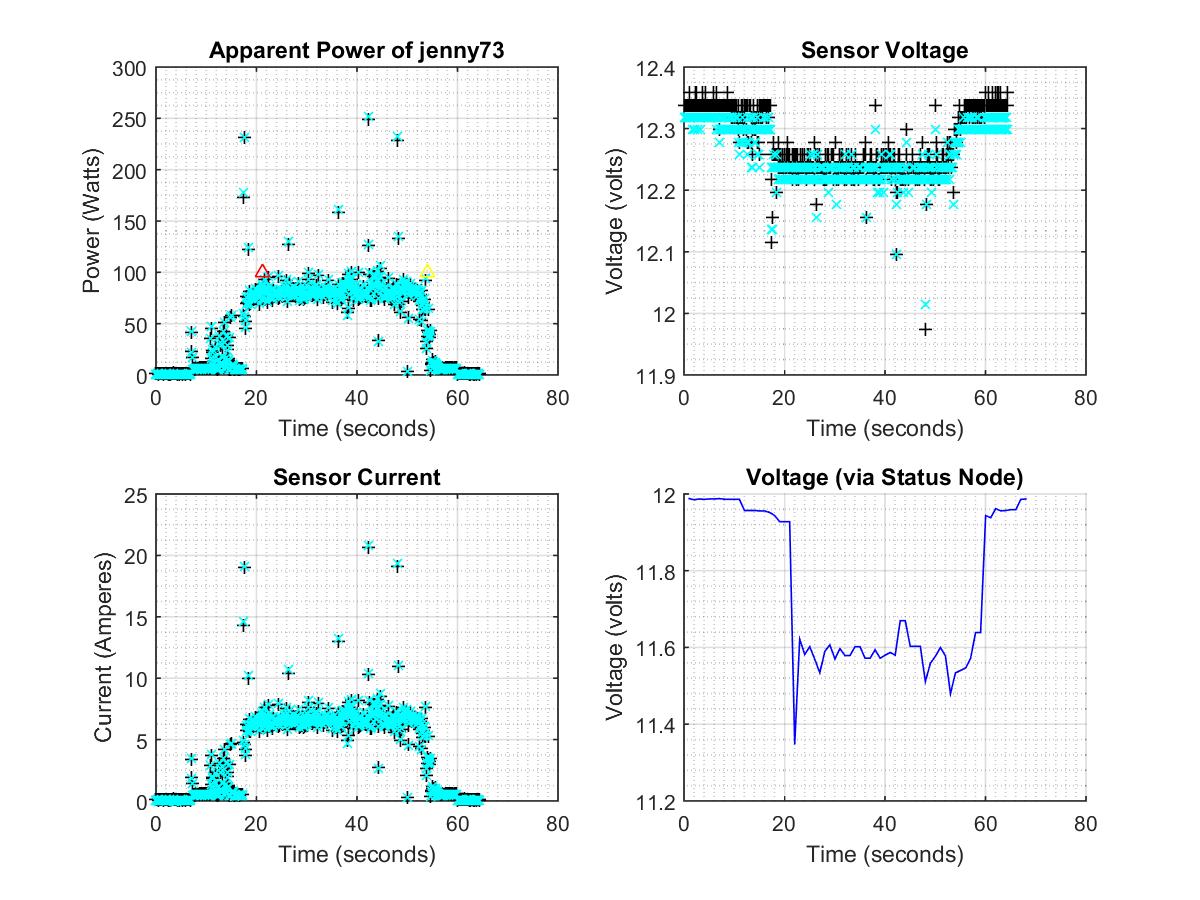 Apparent Power of jenny73
300
250
200
150
100
50
0
Power (Watts)
0 20 40 60 80
Time (seconds)
Sensor Voltage
12.4
12.3
12.2
12.1
12
11.9
Voltage (volts)
0 20 40 60 80
Time (seconds)
Sensor Current
25
20
15
10
5
0
Current (Amperes)
0 20 40 60 80
Time (seconds)
Voltage (via Status Node)
12
11.8
11.6
11.4
11.2
Voltage (volts)
0 20 40 60 80
Time (seconds)